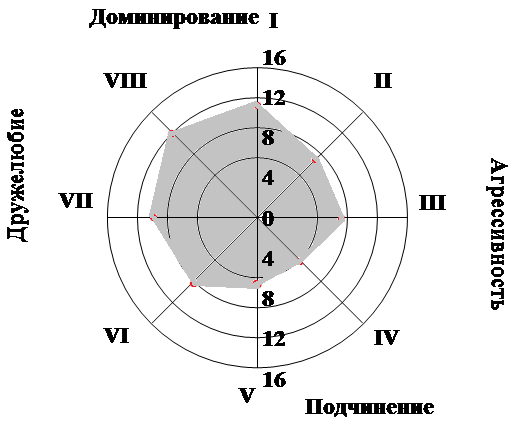 Доминирование I
VIII
16
II
12
8
4
Дружелюбие
VII
0
III
Агрессивность
4
8
VI
12
IV
16
V
Подчинение